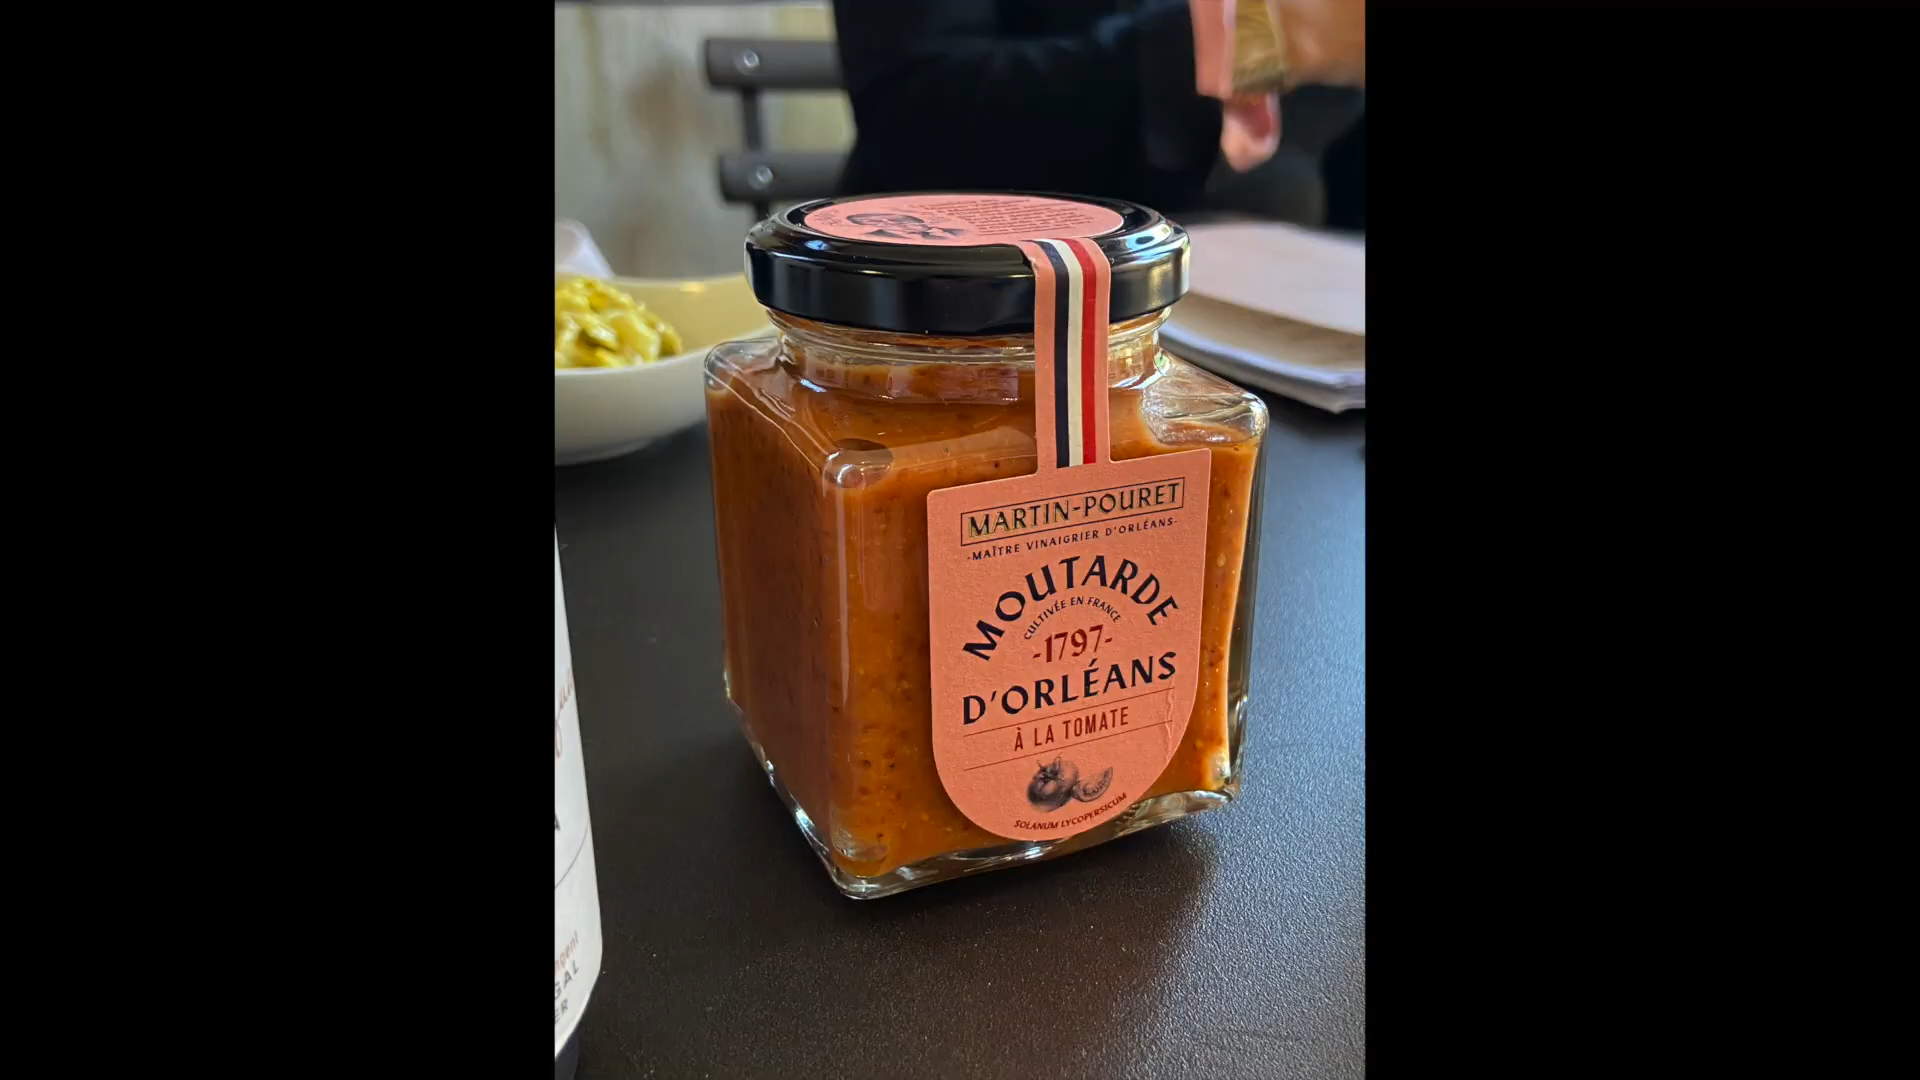 MARTIN-POURET
-MAÎTRE VINAIGRIER D'ORLÉANS-
MOUTARDE
CULTIVÉE EN FRANCE
-1797-
D'ORLÉANS
À LA TOMATE
SOLANUM LYCOPERSICUM